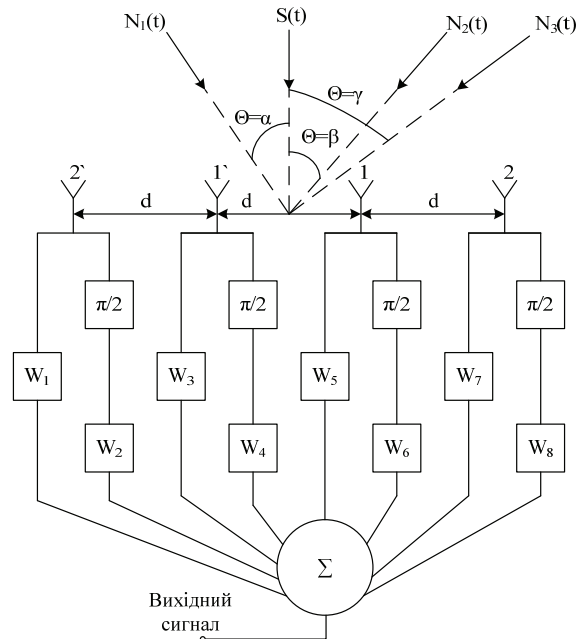 N₁(t) S(t) N₂(t) N₃(t)
Θ=α Θ=γ
Θ=β
2` 1` 1 2
d d d
π/2 π/2 π/2 π/2
W₁ W₃ W₅ W₇
W₂ W₄ W₆ W₈
Σ
Вихідний
сигнал